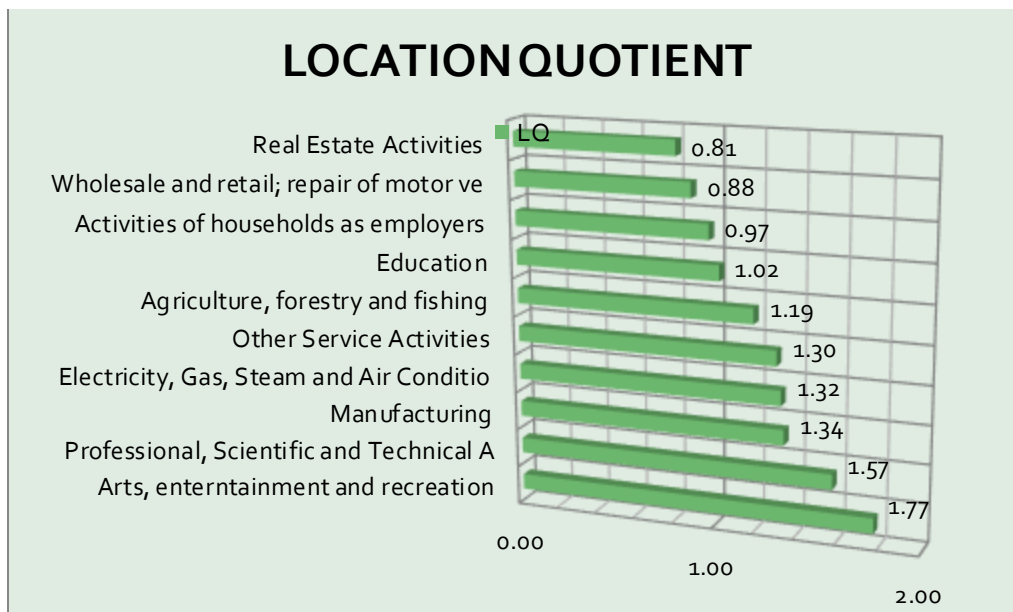 LOCATION QUOTIENT
LQ
Real Estate Activities 0.81
Wholesale and retail; repair of motor ve 0.88
Activities of households as employers 0.97
Education 1.02
Agriculture, forestry and fishing 1.19
Other Service Activities 1.30
Electricity, Gas, Steam and Air Conditio 1.32
Manufacturing 1.34
Professional, Scientific and Technical A 1.57
Arts, enterntainment and recreation 1.77
0.00 1.00 2.00